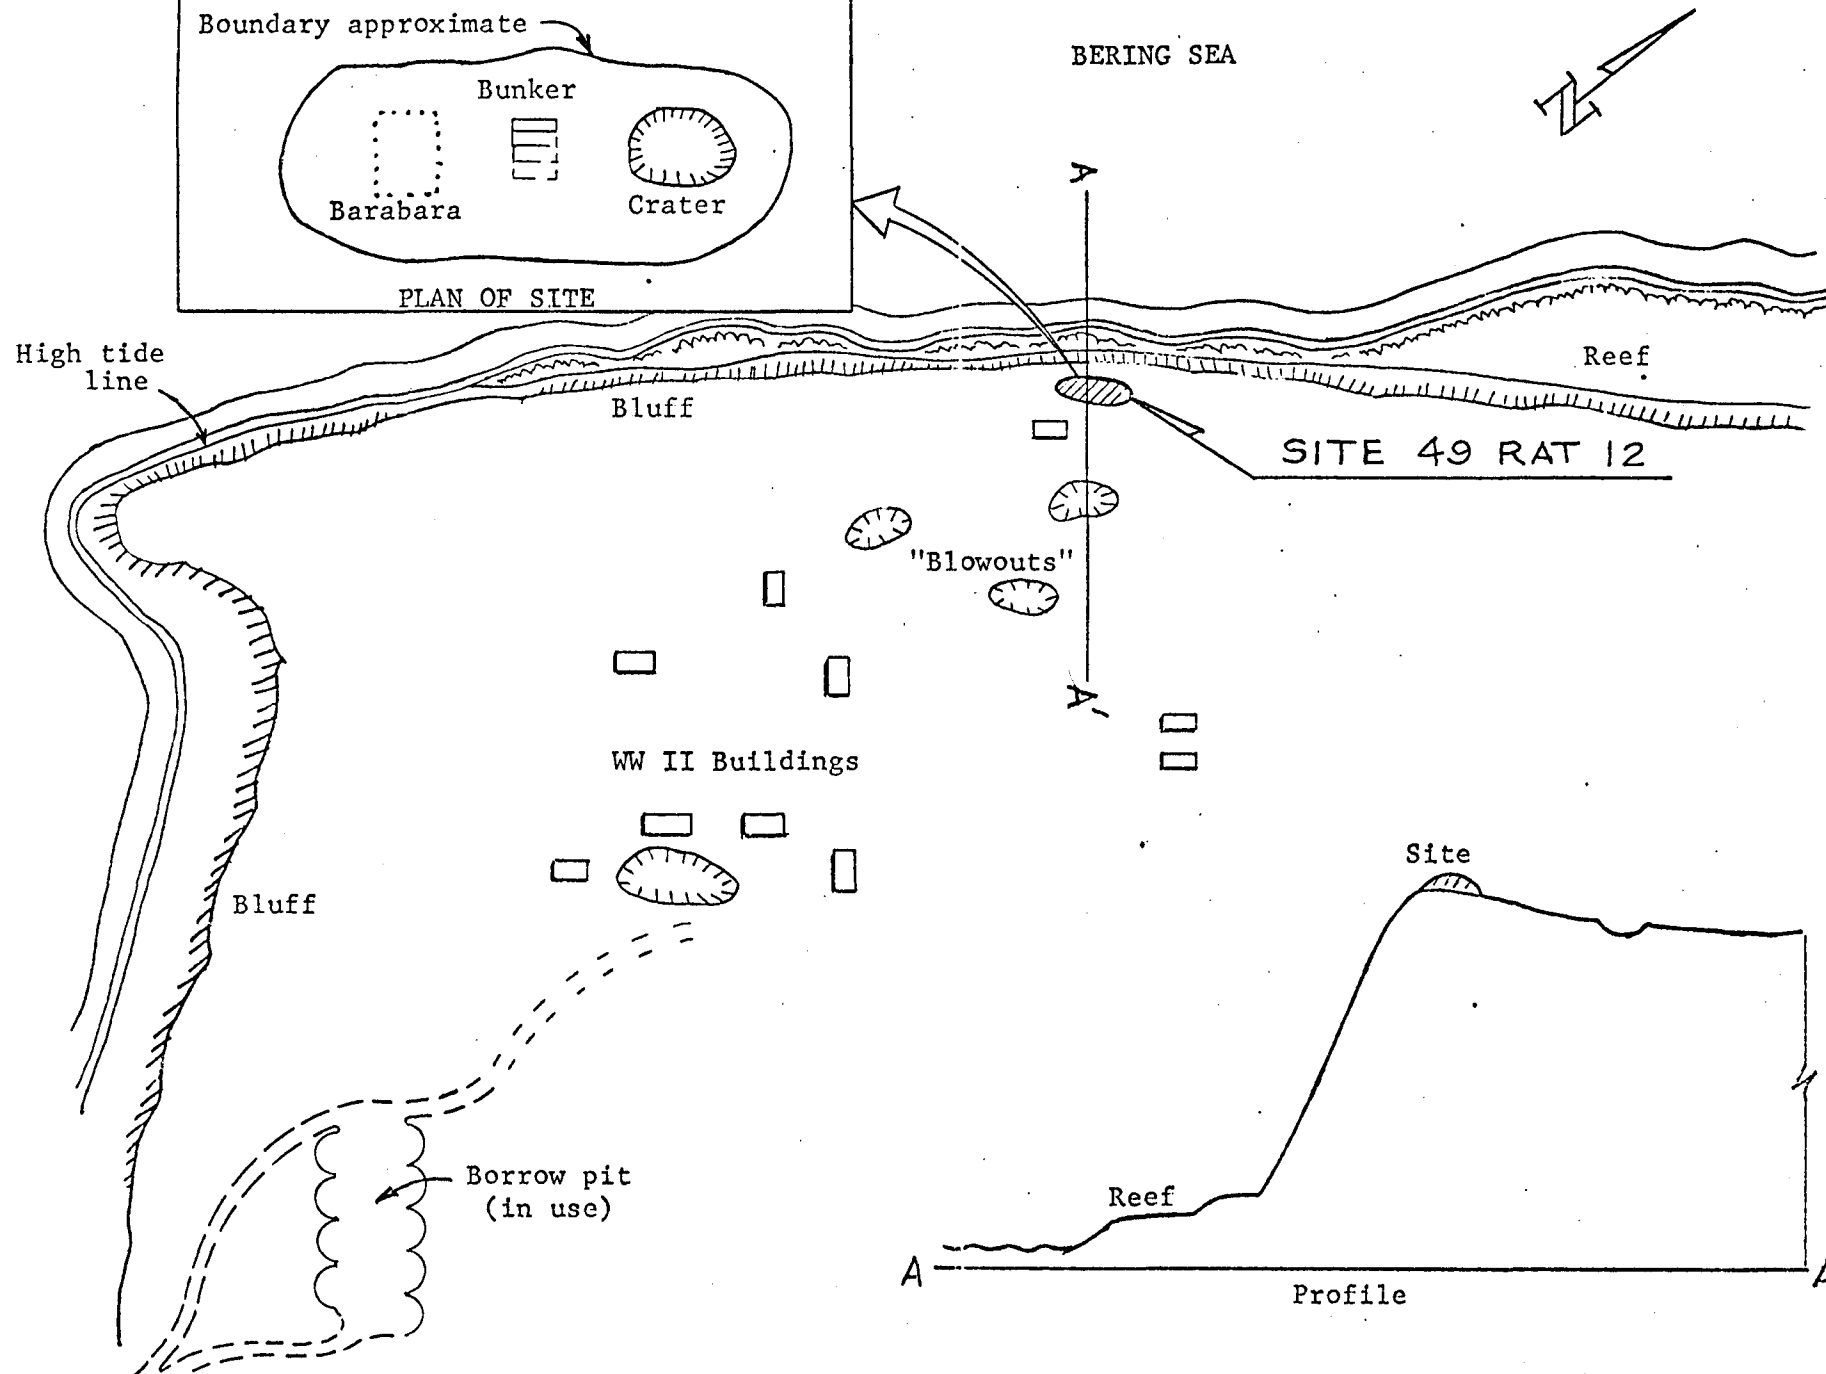 Boundary approximate
Bunker
Barabara
Crater
PLAN OF SITE
BERING SEA
N
A
High tide
line
Bluff
Reef
SITE 49 RAT 12
"Blowouts"
A'
WW II Buildings
Bluff
Site
Borrow pit
(in use)
Reef
A
Profile